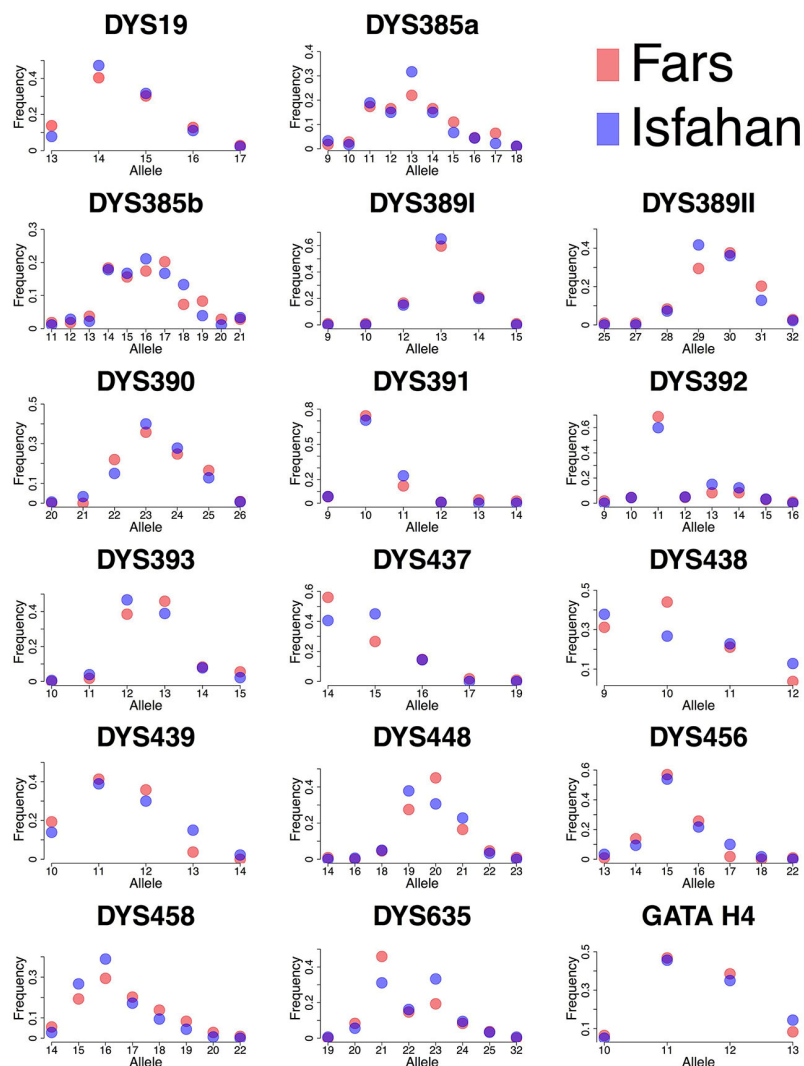 DYS19
DYS385a
Fars
Isfahan
Frequency
0 0.2 0.4
13 14 15 16 17
Allele
Frequency
0 0.1 0.2 0.3 0.4
9 10 11 12 13 14 15 16 17 18
Allele
DYS385b
DYS389I
DYS389II
Frequency
0 0.1 0.2 0.3
11 12 13 14 15 16 17 18 19 20 21
Allele
Frequency
0 0.2 0.6
9 10 12 13 14 15
Allele
Frequency
0 0.2 0.4
25 27 28 29 30 31 32
Allele
DYS390
DYS391
DYS392
Frequency
0 0.1 0.3 0.5
20 21 22 23 24 25 26
Allele
Frequency
0 0.2 0.6 0.8
9 10 11 12 13 14
Allele
Frequency
0 0.2 0.6
9 10 11 12 13 14 15 16
Allele
DYS393
DYS437
DYS438
Frequency
0 0.2 0.4
10 11 12 13 14 15
Allele
Frequency
0 0.2 0.4 0.6
14 15 16 17 19
Allele
Frequency
0.1 0.3 0.5
9 10 11 12
Allele
DYS439
DYS448
DYS456
Frequency
0 0.2 0.4
10 11 12 13 14
Allele
Frequency
0 0.2 0.4
14 16 18 19 20 21 22 23
Allele
Frequency
0 0.2 0.4 0.6
13 14 15 16 17 18 22
Allele
DYS458
DYS635
GATA H4
Frequency
0 0.1 0.3
14 15 16 17 18 19 20 22
Allele
Frequency
0 0.2 0.4
19 20 21 22 23 24 25 32
Allele
Frequency
0.1 0.3 0.5
10 11 12 13
Allele